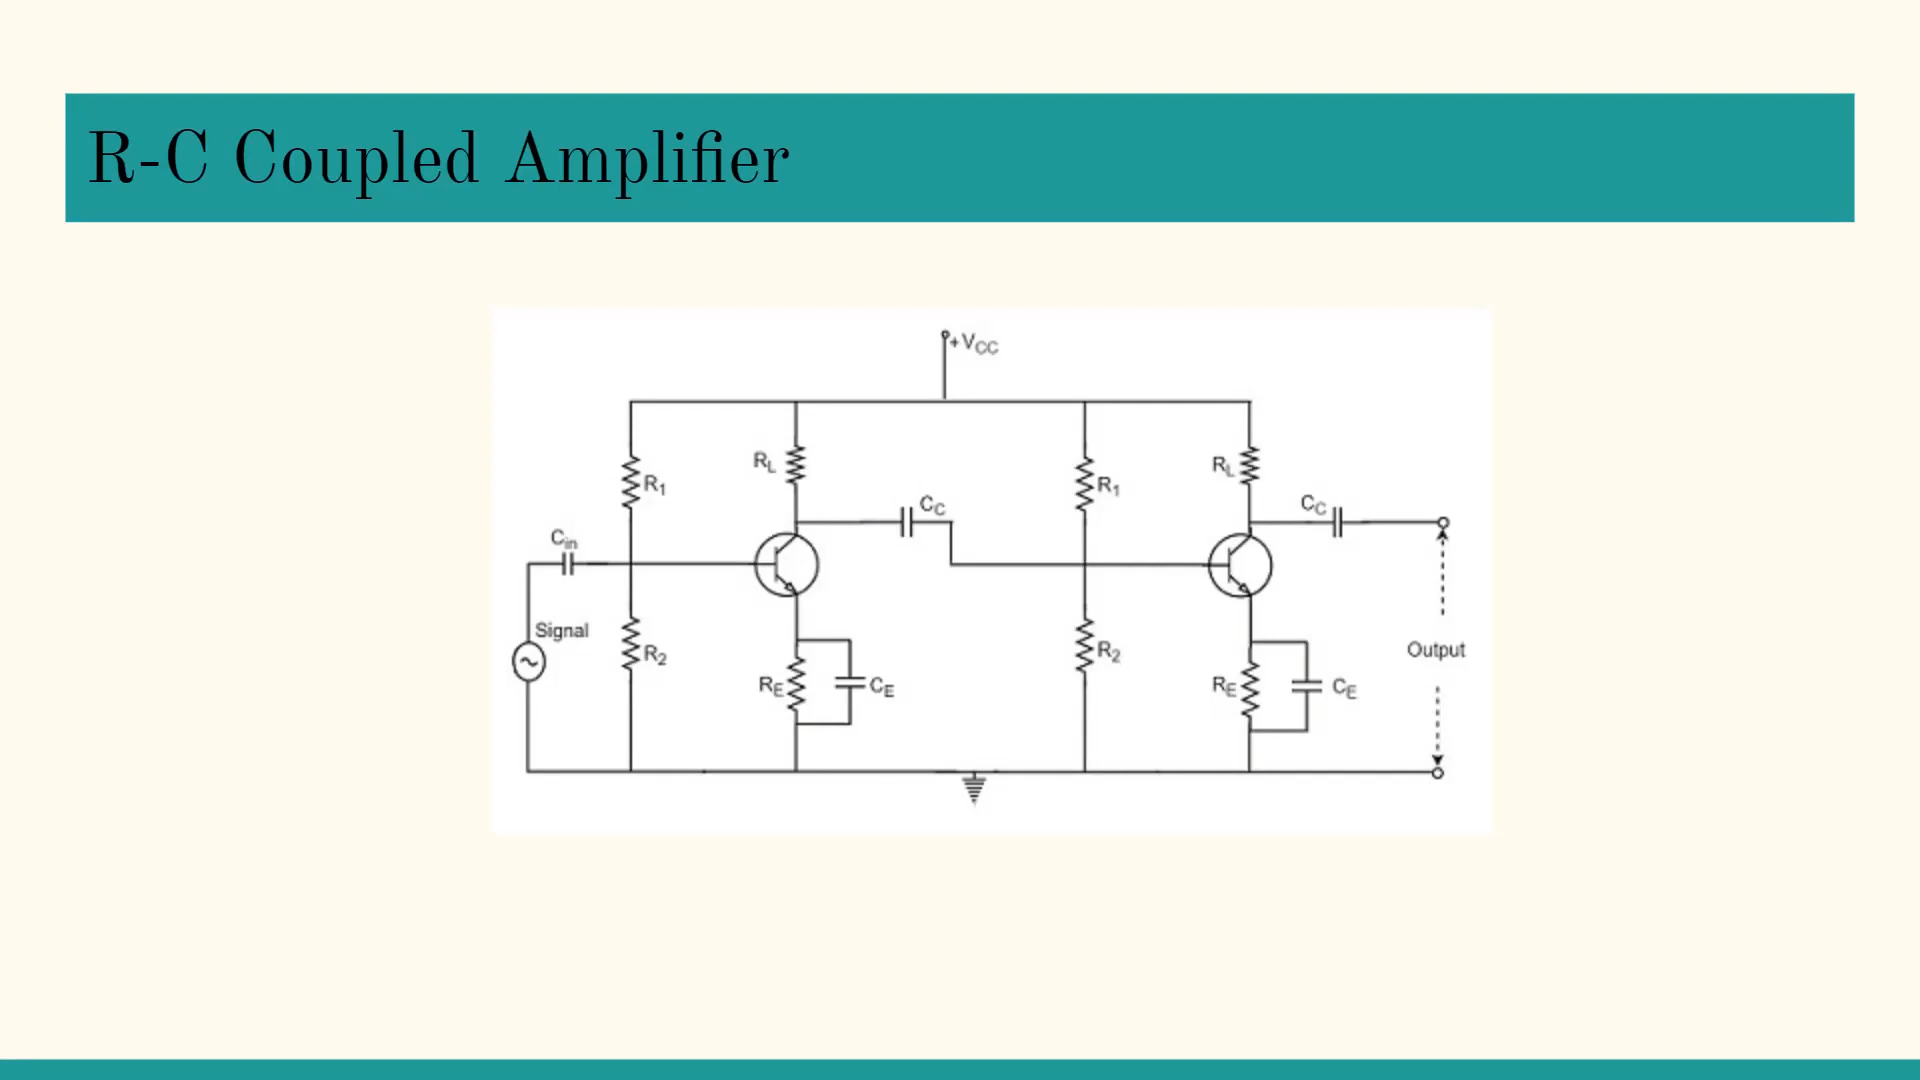 R-C Coupled Amplifier
+VCC
RL
RL
R1
R1
CC
CC
Cin
Signal
R2
R2
Output
RE
CE
RE
CE